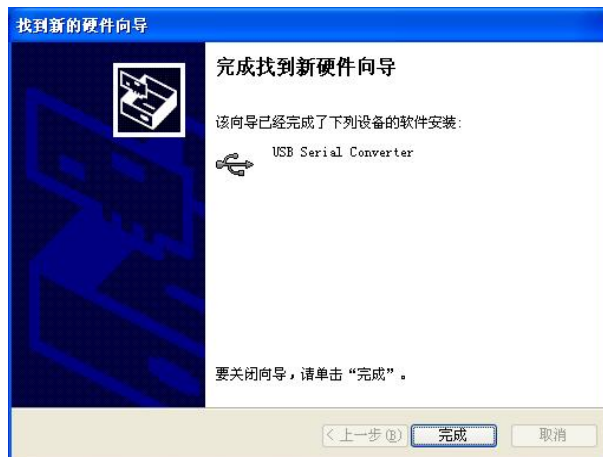 找到新的硬件向导
完成找到新硬件向导
该向导已经完成了下列设备的软件安装:
USB Serial Converter
要关闭向导，请单击“完成”。
< 上一步(B)
完成
取消